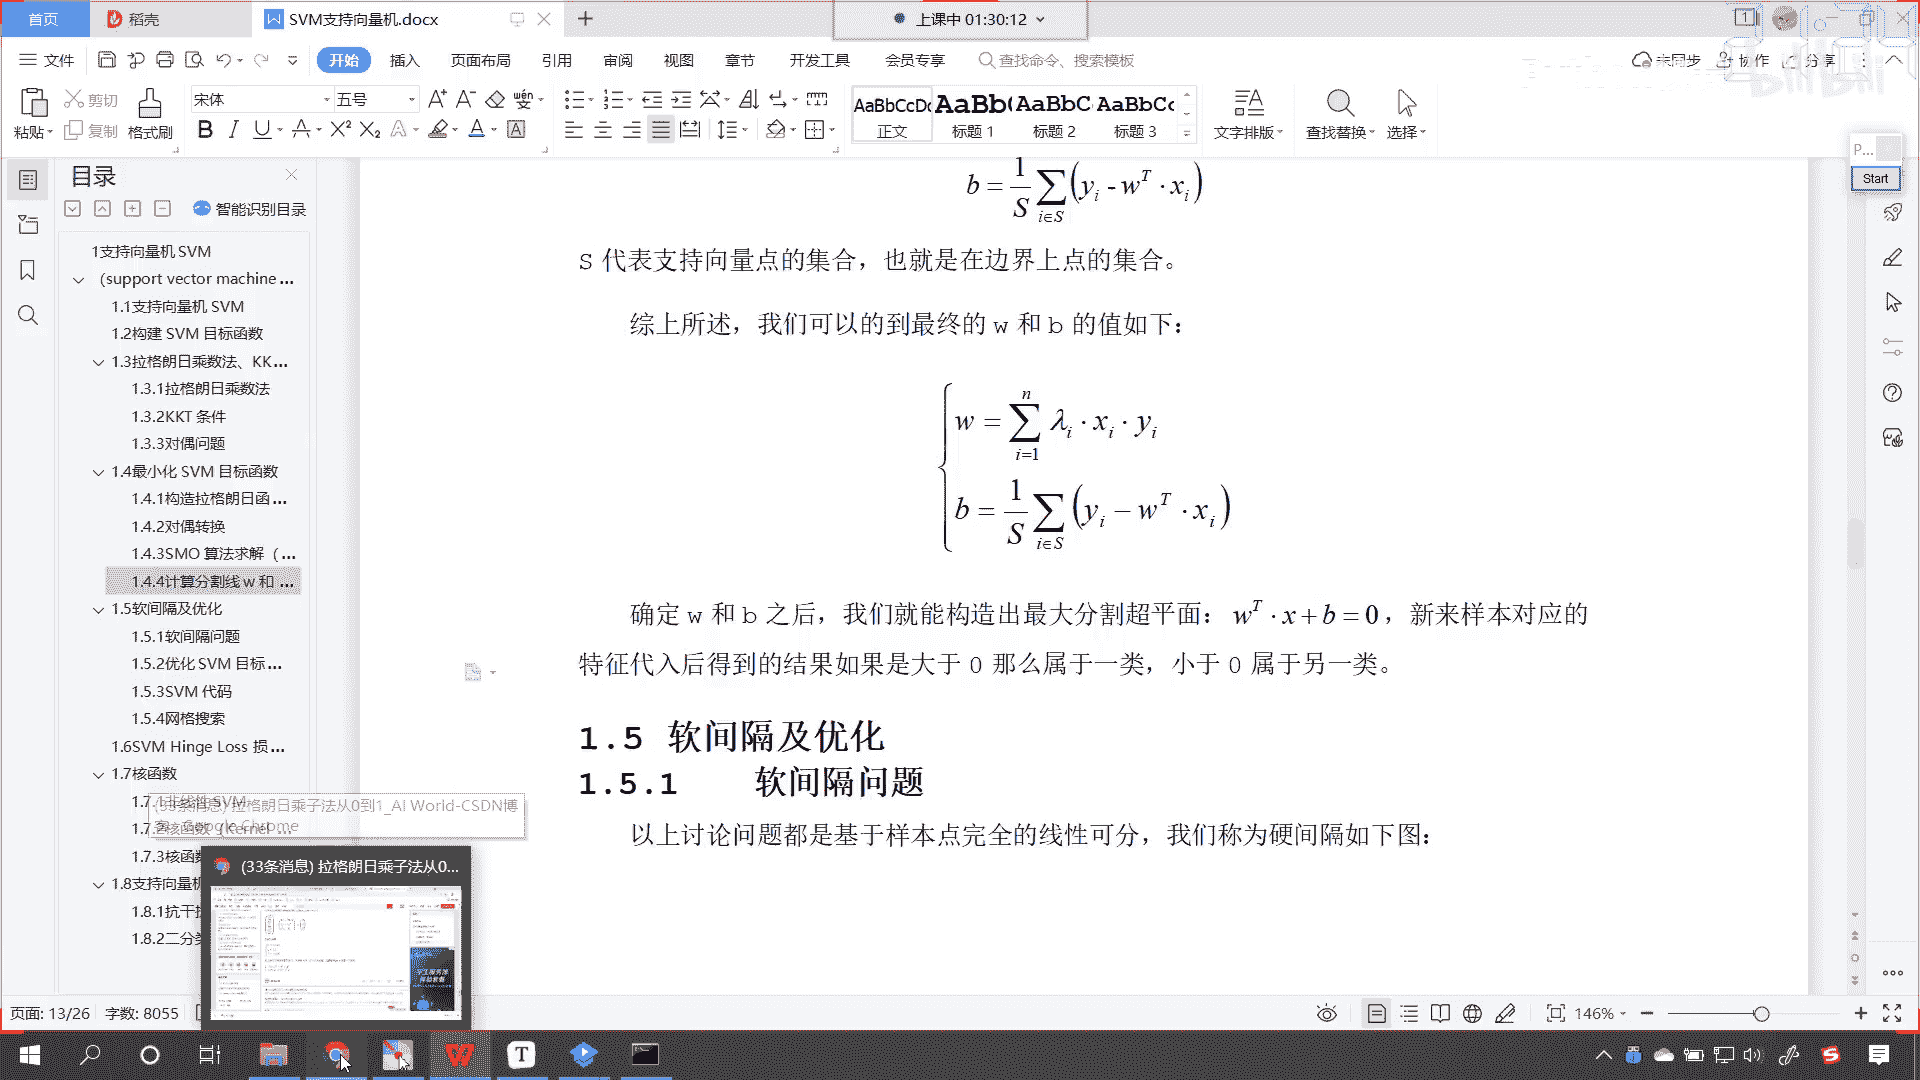 首页
稻壳
SVM支持向量机.docx
上课中 01:30:12
文件
开始
插入
页面布局
引用
审阅
视图
章节
开发工具
会员专享
查找命令、搜索模板
未同步
协作
分享
粘贴
剪切
复制
格式刷
宋体
五号
AaBbCcDd
正文
AaBb(
标题 1
AaBbC
标题 2
AaBbCc
标题 3
文字排版
查找替换
选择
P...
Start
目录
智能识别目录
1支持向量机 SVM
(support vector machine ...
1.1支持向量机 SVM
1.2构建 SVM 目标函数
1.3拉格朗日乘数法、KK...
1.3.1拉格朗日乘数法
1.3.2KKT 条件
1.3.3对偶问题
1.4最小化 SVM 目标函数
1.4.1构造拉格朗日函 ...
1.4.2对偶转换
1.4.3SMO 算法求解（ ...
1.4.4计算分割线 w 和 ...
1.5软间隔及优化
1.5.1软间隔问题
1.5.2优化 SVM 目标 ...
1.5.3SVM 代码
1.5.4网格搜索
1.6SVM Hinge Loss 损 ...
1.7核函数
1.7.1非线性 SVM
1.7.2核函数（Kernel ...
1.7.3核函
1.8支持向量机
1.8.1抗干
1.8.2二分类
(33条消息) 拉格朗日乘子法从0到1_AI World-CSDN博
客 - Google Chrome
(33条消息) 拉格朗日乘子法从0...
b = 1/S ∑_{i∈S} (y_i - w^T · x_i)
S 代表支持向量点的集合，也就是在边界上点的集合。
综上所述，我们可以的到最终的 w 和 b 的值如下：
w = ∑_{i=1}^{n} λ_i · x_i · y_i
b = 1/S ∑_{i∈S} (y_i − w^T · x_i)
确定 w 和 b 之后，我们就能构造出最大分割超平面：w^T · x + b = 0，新来样本对应的
特征代入后得到的结果如果是大于 0 那么属于一类，小于 0 属于另一类。
1.5 软间隔及优化
1.5.1 软间隔问题
以上讨论问题都是基于样本点完全的线性可分，我们称为硬间隔如下图：
页面: 13/26
字数: 8055
146%